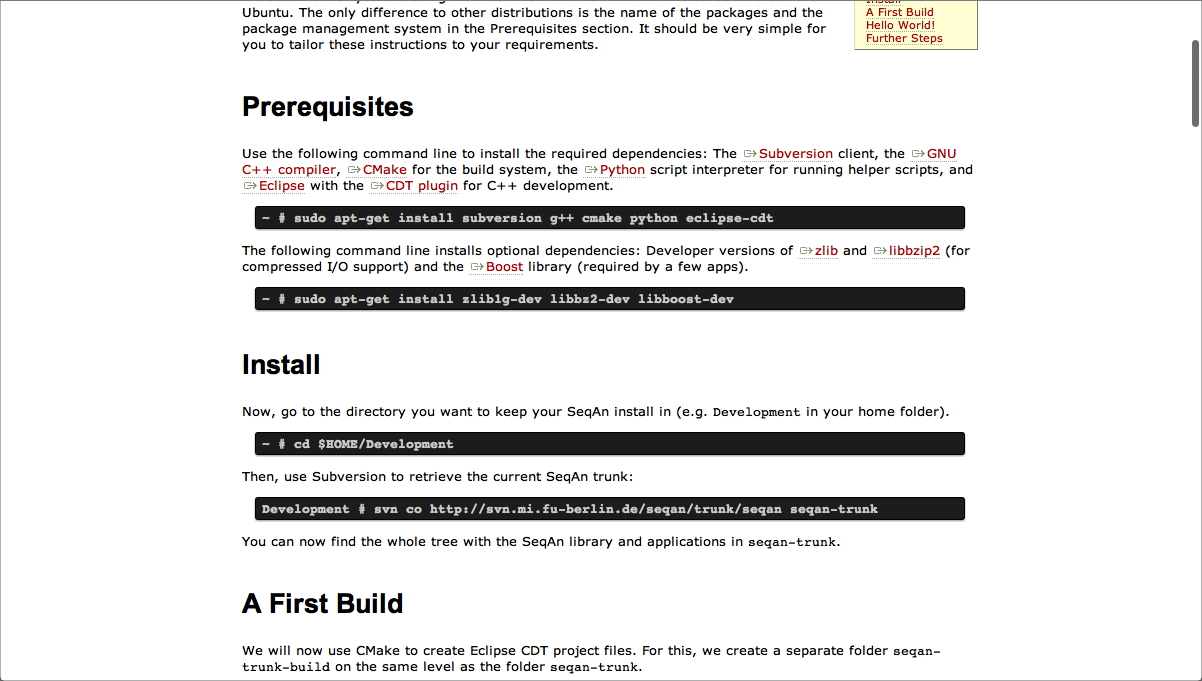 Ubuntu. The only difference to other distributions is the name of the packages and the
package management system in the Prerequisites section. It should be very simple for
you to tailor these instructions to your requirements.
Install
A First Build
Hello World!
Further Steps
Prerequisites
Use the following command line to install the required dependencies: The Subversion client, the GNU
C++ compiler, CMake for the build system, the Python script interpreter for running helper scripts, and
Eclipse with the CDT plugin for C++ development.
~ # sudo apt-get install subversion g++ cmake python eclipse-cdt
The following command line installs optional dependencies: Developer versions of zlib and libbzip2 (for
compressed I/O support) and the Boost library (required by a few apps).
~ # sudo apt-get install zlib1g-dev libbz2-dev libboost-dev
Install
Now, go to the directory you want to keep your SeqAn install in (e.g. Development in your home folder).
~ # cd $HOME/Development
Then, use Subversion to retrieve the current SeqAn trunk:
Development # svn co http://svn.mi.fu-berlin.de/seqan/trunk/seqan seqan-trunk
You can now find the whole tree with the SeqAn library and applications in seqan-trunk.
A First Build
We will now use CMake to create Eclipse CDT project files. For this, we create a separate folder seqan-
trunk-build on the same level as the folder seqan-trunk.